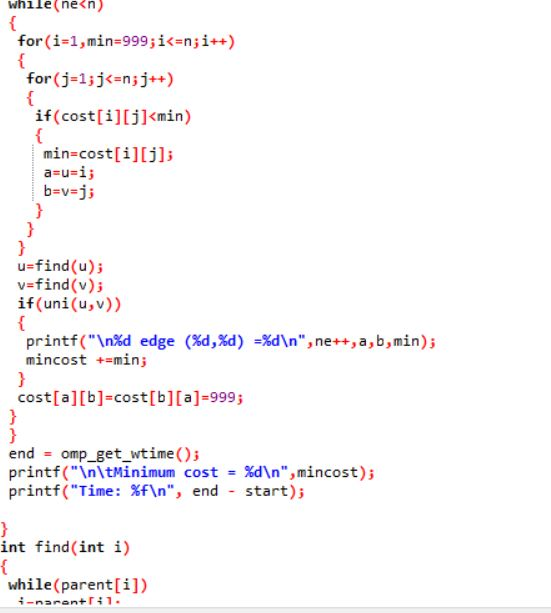 while(ne<n)
{
for(i=1,min=999;i<=n;i++)
{
for(j=1;j<=n;j++)
{
if(cost[i][j]<min)
{
min=cost[i][j];
a=u=i;
b=v=j;
}
}
}
u=find(u);
v=find(v);
if(uni(u,v))
{
printf("\n%d edge (%d,%d) =%d\n",ne++,a,b,min);
mincost +=min;
}
cost[a][b]=cost[b][a]=999;
}
}
end = omp_get_wtime();
printf("\n\tMinimum cost = %d\n",mincost);
printf("Time: %f\n", end - start);
}
int find(int i)
{
while(parent[i])
i=parent[i];